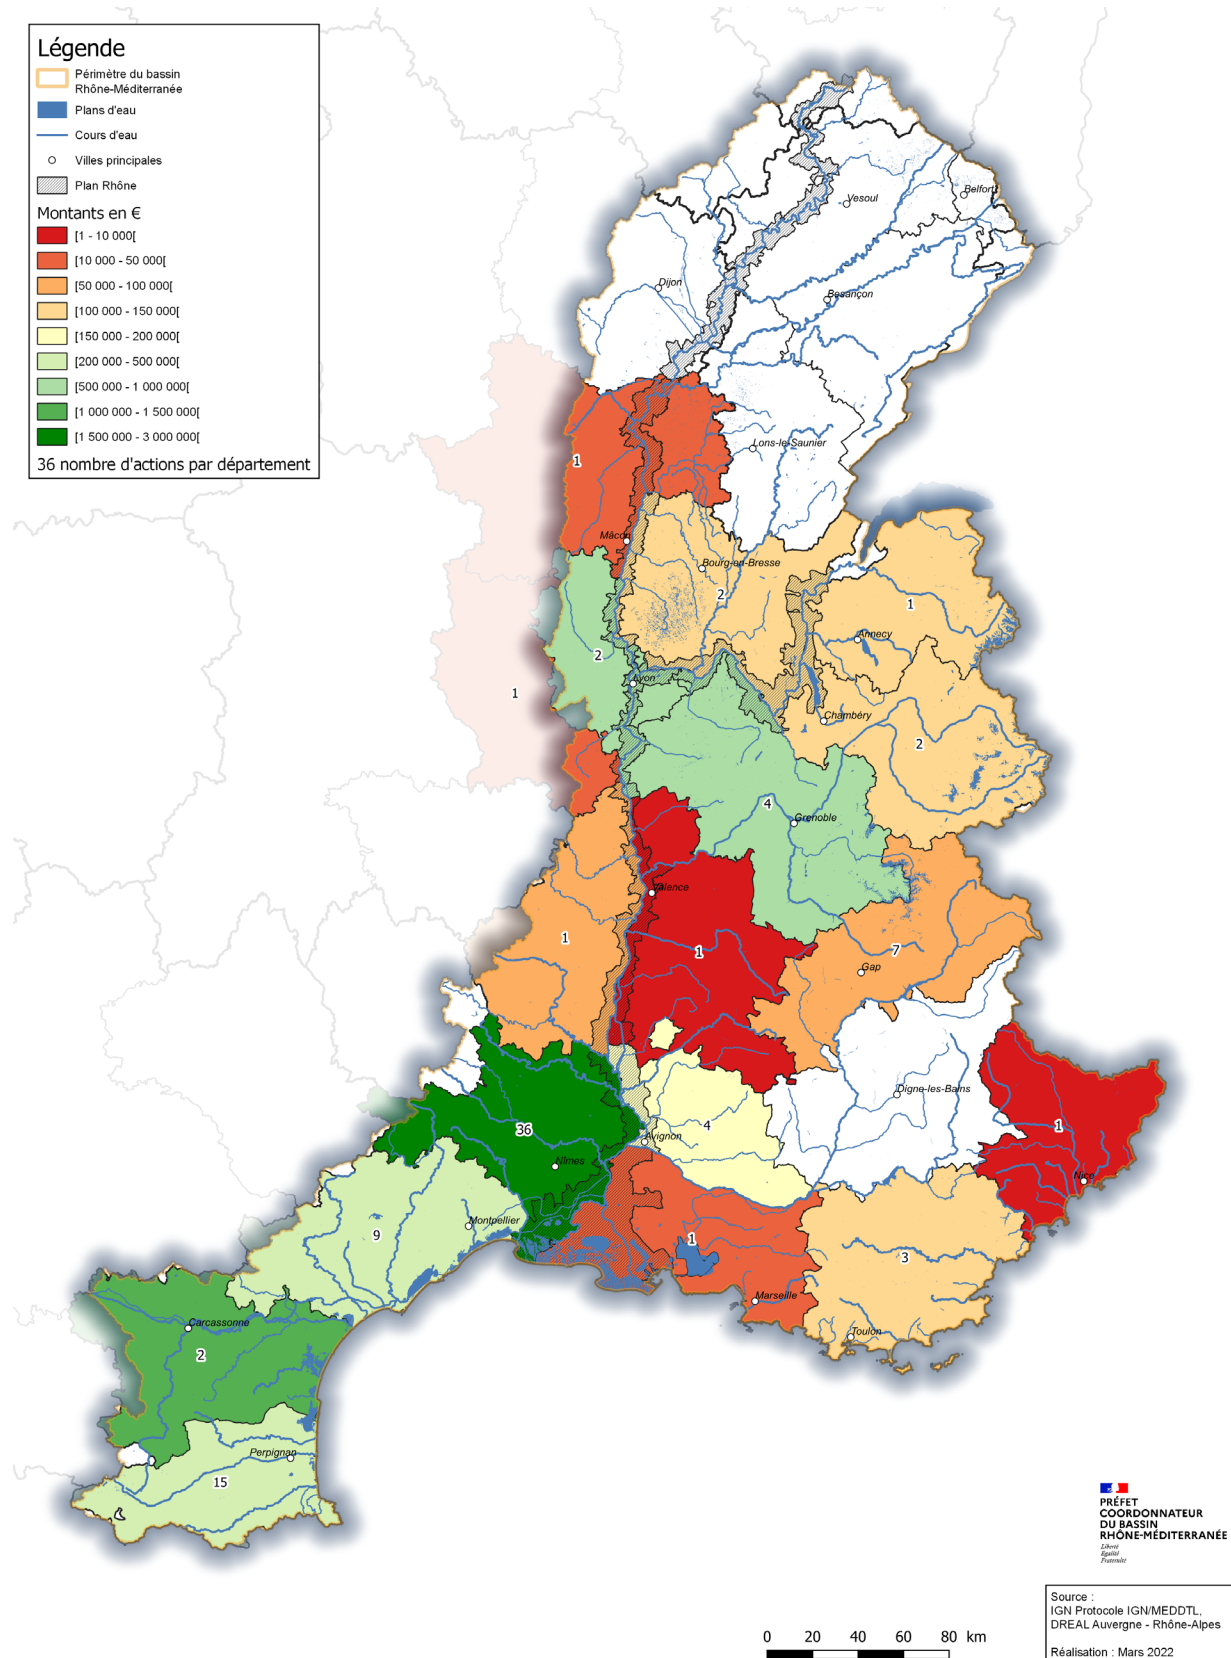 Légende
Périmètre du bassin
Rhône-Méditerranée
Plans d'eau
Cours d'eau
Villes principales
Plan Rhône
Montants en €
[1 - 10 000[
[10 000 - 50 000[
[50 000 - 100 000[
[100 000 - 150 000[
[150 000 - 200 000[
[200 000 - 500 000[
[500 000 - 1 000 000[
[1 000 000 - 1 500 000[
[1 500 000 - 3 000 000[
36 nombre d'actions par département
Vesoul
Belfort
Dijon
Besançon
Lons-le-Saunier
1
Mâcon
Bourg-en-Bresse
2
1
Annecy
2
Lyon
1
Chambéry
2
4
Grenoble
Valence
1
1
7
Gap
Digne-les-Bains
36
4
1
Avignon
Nîmes
Nice
Montpellier
9
1
3
Marseille
Carcassonne
Toulon
2
Perpignan
15
PRÉFET
COORDONNATEUR
DU BASSIN
RHÔNE-MÉDITERRANÉE
Liberté
Égalité
Fraternité
Source :
IGN Protocole IGN/MEDDTL,
DREAL Auvergne - Rhône-Alpes
Réalisation : Mars 2022
0 20 40 60 80 km